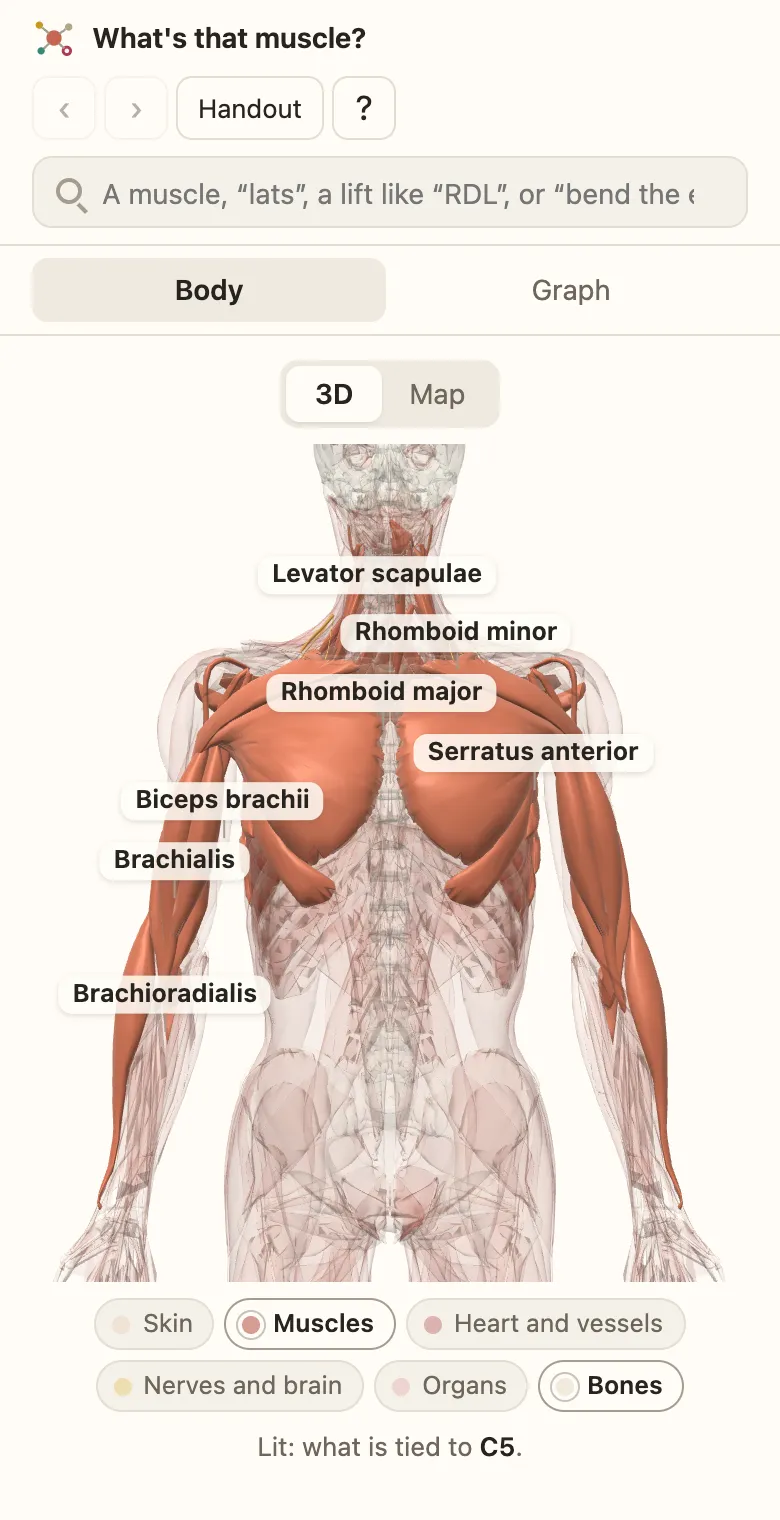 What's that muscle?
‹ › Handout ?
A muscle, “lats”, a lift like “RDL”, or “bend the e
Body Graph
3D Map
Levator scapulae
Rhomboid minor
Rhomboid major
Serratus anterior
Biceps brachii
Brachialis
Brachioradialis
Skin Muscles Heart and vessels
Nerves and brain Organs Bones
Lit: what is tied to C5.